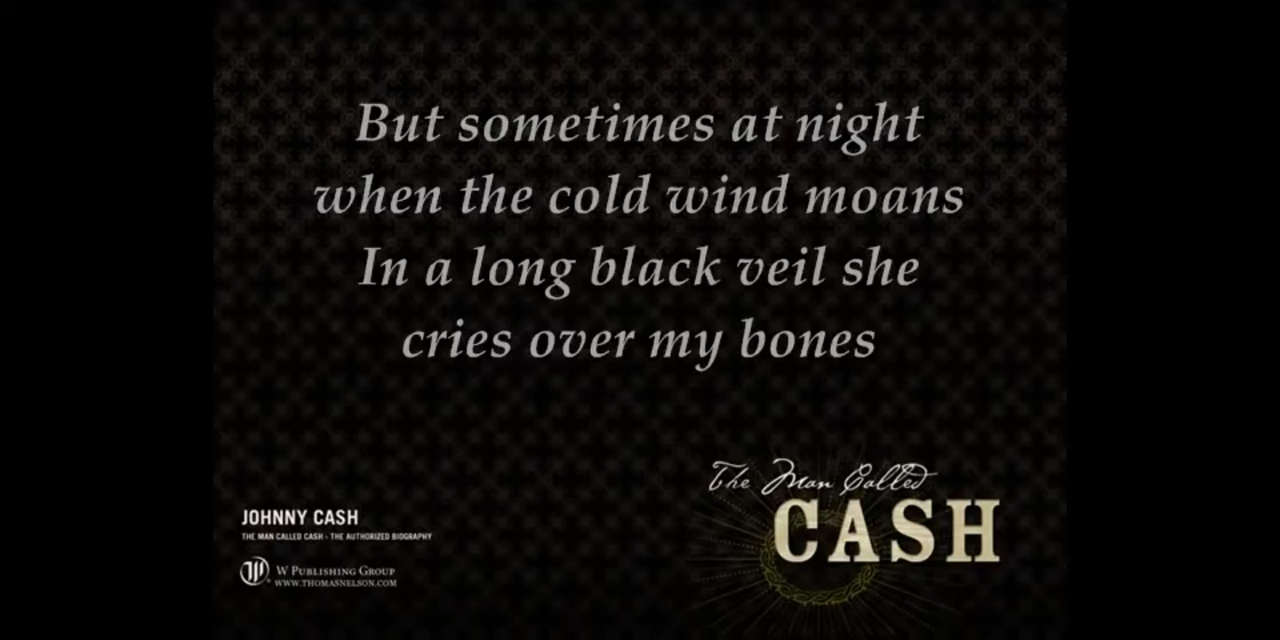 But sometimes at night
when the cold wind moans
In a long black veil she
cries over my bones
The Man Called
CASH
JOHNNY CASH
THE MAN CALLED CASH - THE AUTHORIZED BIOGRAPHY
W PUBLISHING GROUP
WWW.THOMASNELSON.COM